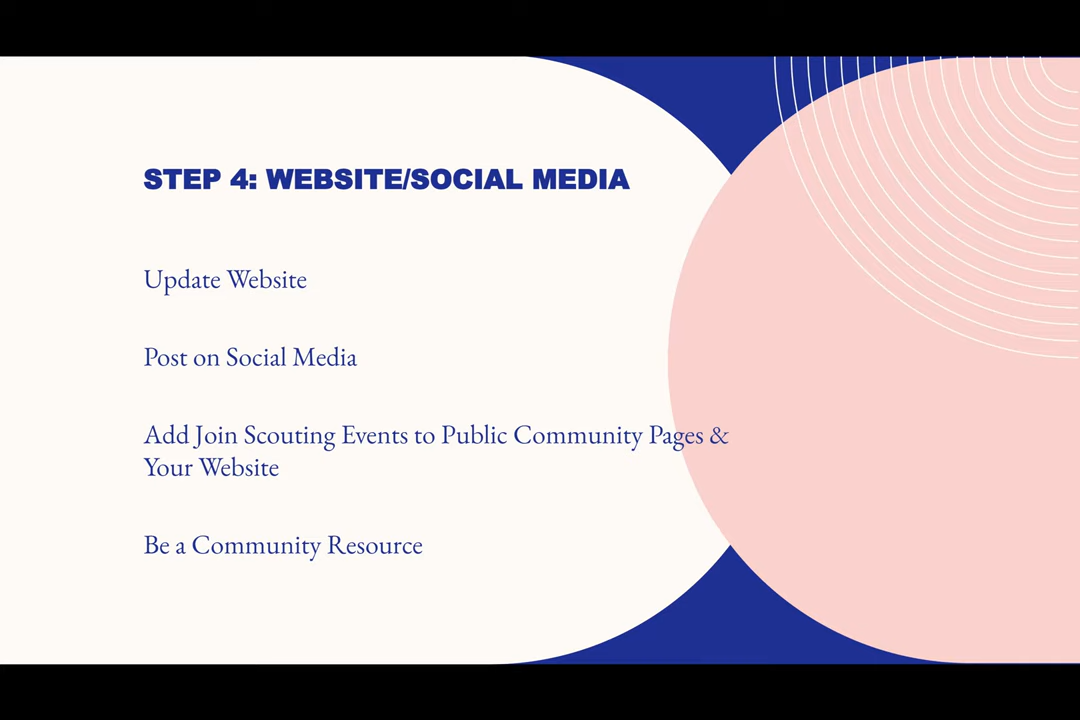 STEP 4: WEBSITE/SOCIAL MEDIA
Update Website
Post on Social Media
Add Join Scouting Events to Public Community Pages &
Your Website
Be a Community Resource